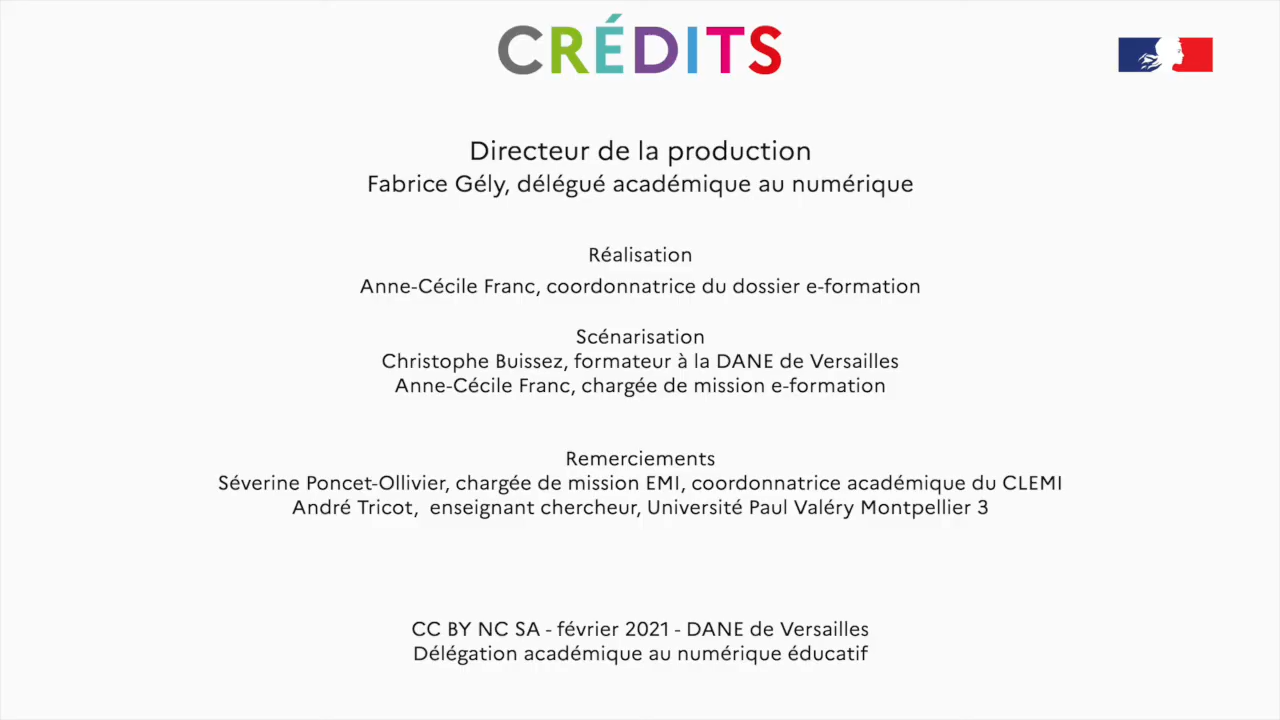 CRÉDITS
Directeur de la production
Fabrice Gély, délégué académique au numérique
Réalisation
Anne-Cécile Franc, coordonnatrice du dossier e-formation
Scénarisation
Christophe Buissez, formateur à la DANE de Versailles
Anne-Cécile Franc, chargée de mission e-formation
Remerciements
Séverine Poncet-Ollivier, chargée de mission EMI, coordonnatrice académique du CLEMI
André Tricot,  enseignant chercheur, Université Paul Valéry Montpellier 3
CC BY NC SA - février 2021 - DANE de Versailles
Délégation académique au numérique éducatif